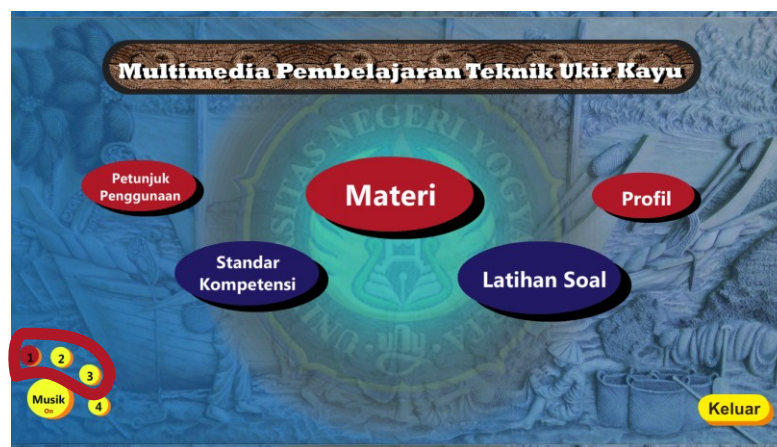 Multimedia Pembelajaran Teknik Ukir Kayu
Petunjuk
Penggunaan
Materi
Profil
Standar
Kompetensi
Latihan Soal
1
2
3
Musik
On
4
Keluar